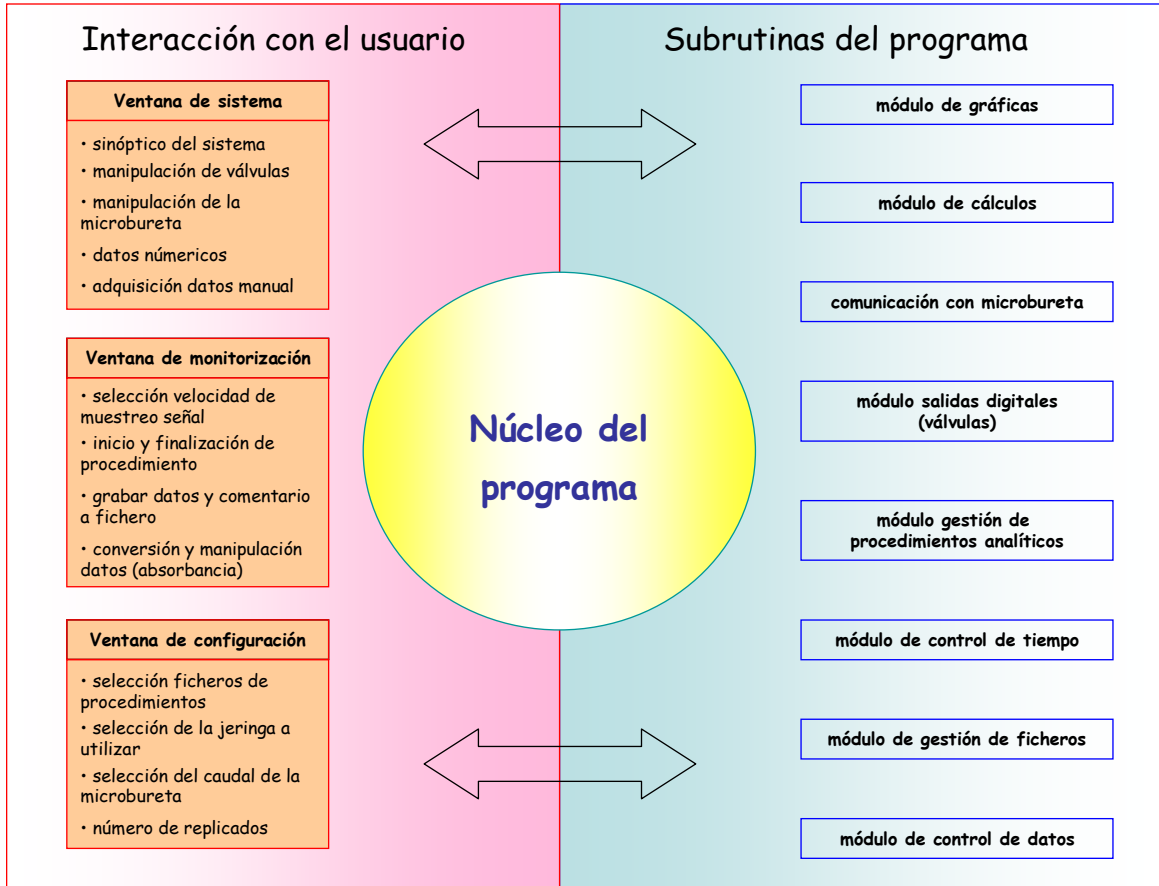 Interacción con el usuario
Subrutinas del programa
Ventana de sistema
• sinóptico del sistema
• manipulación de válvulas
• manipulación de la
microbureta
• datos númericos
• adquisición datos manual
Ventana de monitorización
• selección velocidad de
muestreo señal
• inicio y finalización de
procedimiento
• grabar datos y comentario
a fichero
• conversión y manipulación
datos (absorbancia)
Ventana de configuración
• selección ficheros de
procedimientos
• selección de la jeringa a
utilizar
• selección del caudal de la
microbureta
• número de replicados
Núcleo del
programa
módulo de gráficas
módulo de cálculos
comunicación con microbureta
módulo salidas digitales
(válvulas)
módulo gestión de
procedimientos analíticos
módulo de control de tiempo
módulo de gestión de ficheros
módulo de control de datos